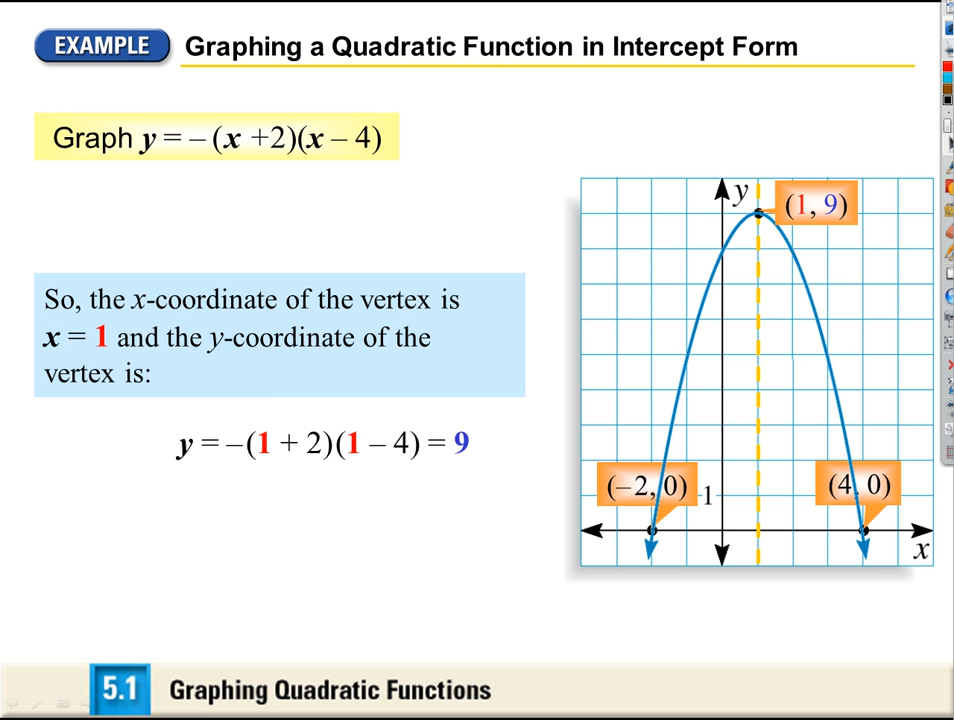 EXAMPLE Graphing a Quadratic Function in Intercept Form
Graph y = – (x +2)(x – 4)
So, the x-coordinate of the vertex is
x = 1 and the y-coordinate of the
vertex is:
y = –(1 + 2)(1 – 4) = 9
y
(1, 9)
(–2, 0)
1
(4, 0)
x
5.1 Graphing Quadratic Functions